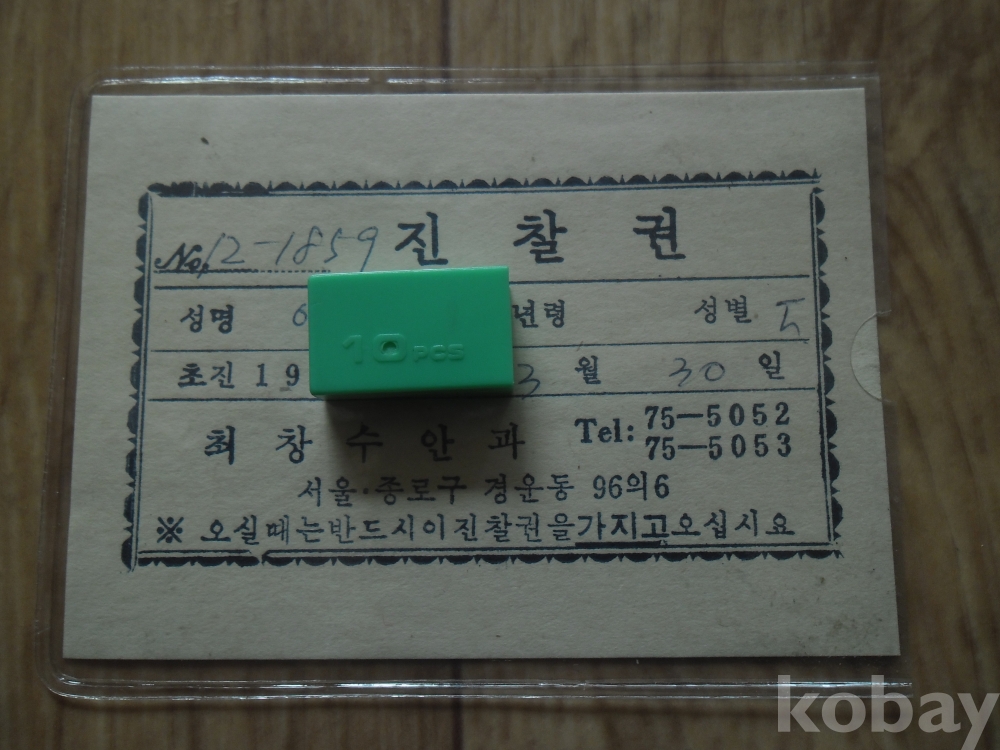 No. 12-1859 진찰권
성명 년령 성별
초진 19 3 월 30 일
최창수안과 Tel: 75-5052
75-5053
서울·종로구 경운동 96의6
※ 오실때는반드시이진찰권을가지고오십시요
10 PCS
kobay